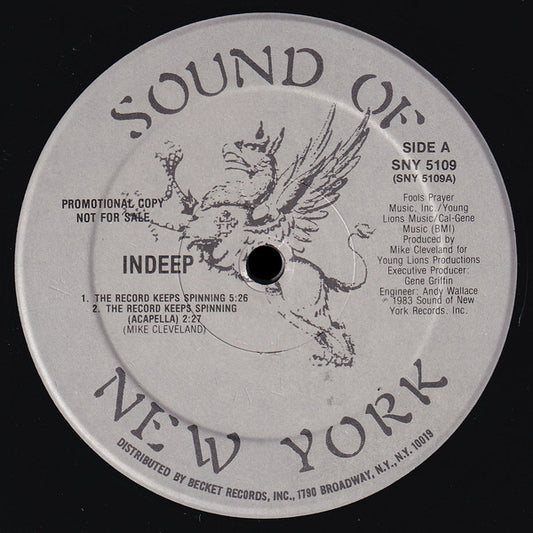 SOUND OF
SIDE A
SNY 5109
(SNY 5109A)
PROMOTIONAL COPY
NOT FOR SALE
Fools Prayer
Music, Inc./Young
Lions Music/Cal-Gene
Music (BMI)
Produced by
Mike Cleveland for
Young Lions Productions
Executive Producer:
Gene Griffin
Engineer: Andy Wallace
℗ 1983 Sound of New
York Records, Inc.
INDEEP
1. THE RECORD KEEPS SPINNING 5:26
2. THE RECORD KEEPS SPINNING
(ACAPELLA) 2:27
(MIKE CLEVELAND)
NEW YORK
DISTRIBUTED BY BECKET RECORDS, INC., 1790 BROADWAY, N.Y., N.Y. 10019